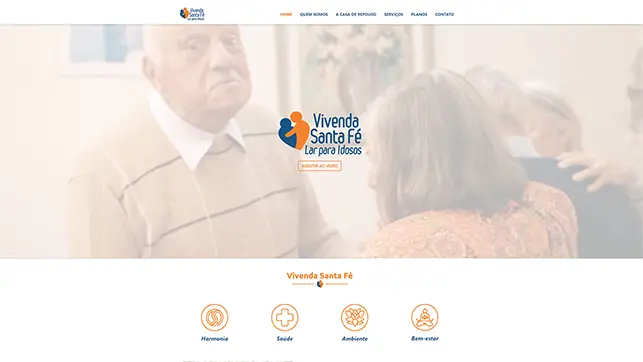 Vivenda
Santa Fé
Lar para Idosos
HOME QUEM SOMOS A CASA DE REPOUSO SERVIÇOS PLANOS CONTATO
Vivenda
Santa Fé
Lar para Idosos
ASSISTIR AO VIDEO
Vivenda Santa Fé
Harmonia Saúde Ambiente Bem-estar